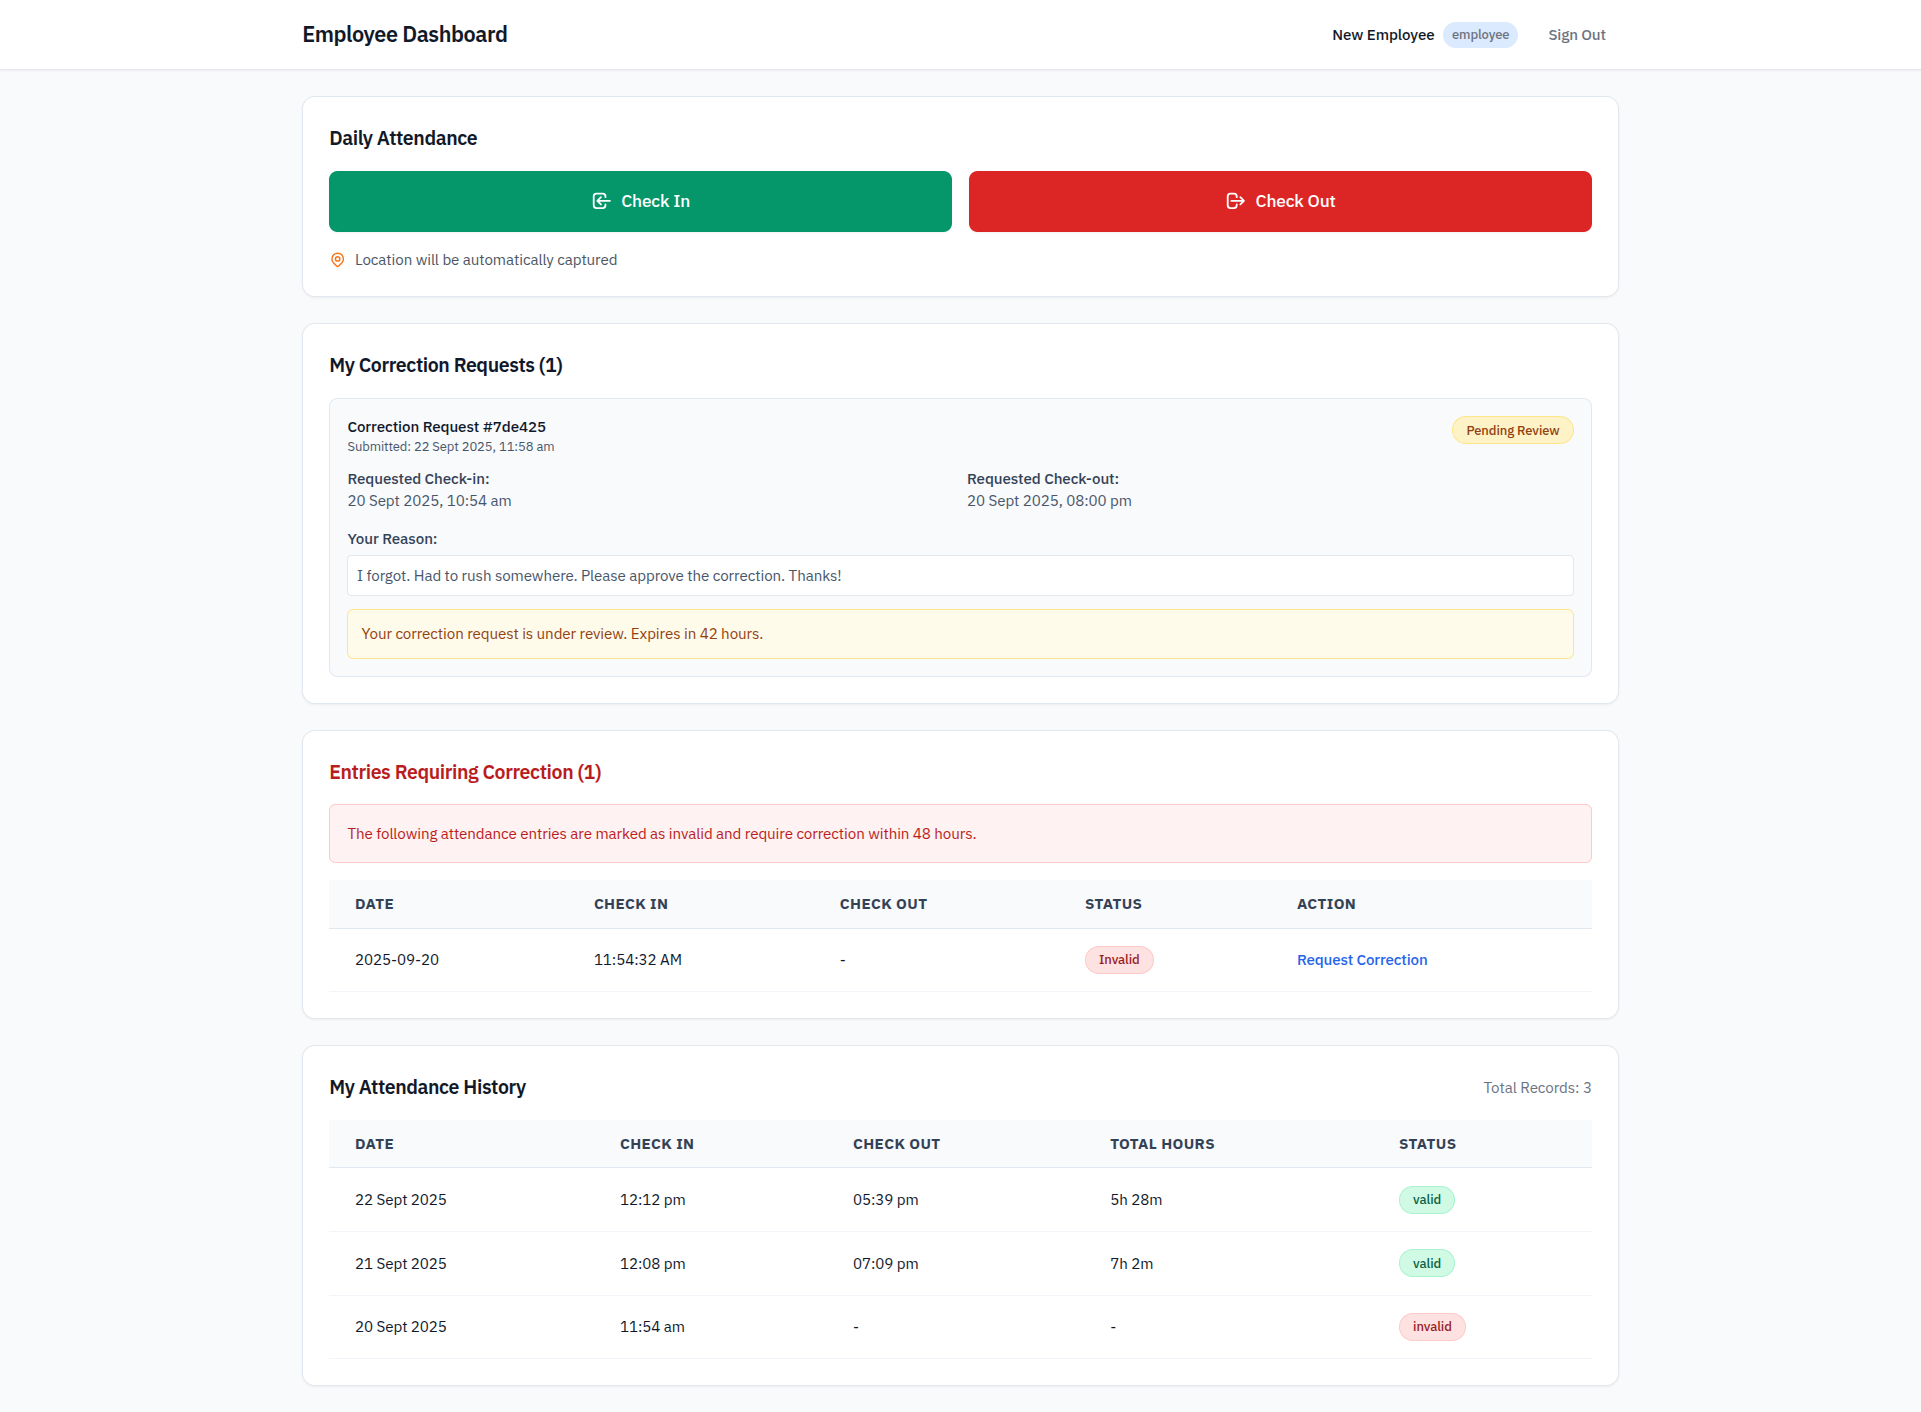 Employee Dashboard
New Employee employee Sign Out
Daily Attendance
Check In
Check Out
Location will be automatically captured
My Correction Requests (1)
Correction Request #7de425
Pending Review
Submitted: 22 Sept 2025, 11:58 am
Requested Check-in:
20 Sept 2025, 10:54 am
Requested Check-out:
20 Sept 2025, 08:00 pm
Your Reason:
I forgot. Had to rush somewhere. Please approve the correction. Thanks!
Your correction request is under review. Expires in 42 hours.
Entries Requiring Correction (1)
The following attendance entries are marked as invalid and require correction within 48 hours.
DATE CHECK IN CHECK OUT STATUS ACTION
2025-09-20 11:54:32 AM - Invalid Request Correction
My Attendance History
Total Records: 3
DATE CHECK IN CHECK OUT TOTAL HOURS STATUS
22 Sept 2025 12:12 pm 05:39 pm 5h 28m valid
21 Sept 2025 12:08 pm 07:09 pm 7h 2m valid
20 Sept 2025 11:54 am - - invalid